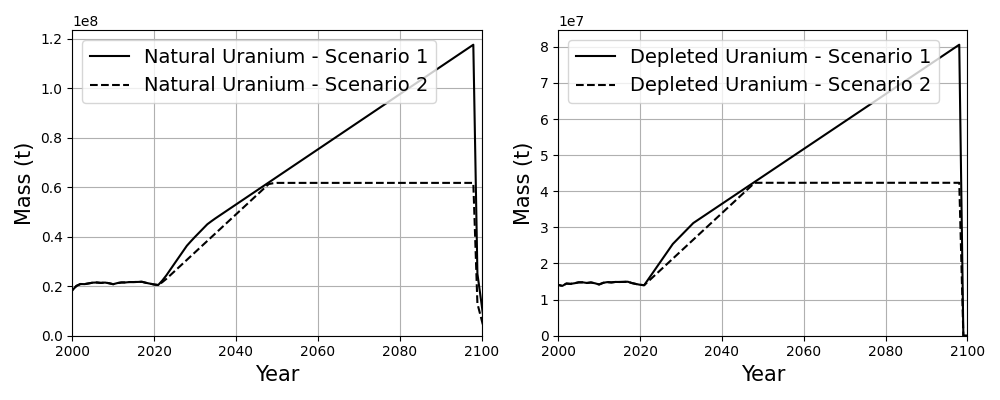 1e8
Natural Uranium - Scenario 1
Natural Uranium - Scenario 2
1.2
1.0
0.8
0.6
0.4
0.2
0.0
Mass (t)
2000 2020 2040 2060 2080 2100
Year
1e7
Depleted Uranium - Scenario 1
Depleted Uranium - Scenario 2
8
7
6
5
4
3
2
1
0
Mass (t)
2000 2020 2040 2060 2080 2100
Year